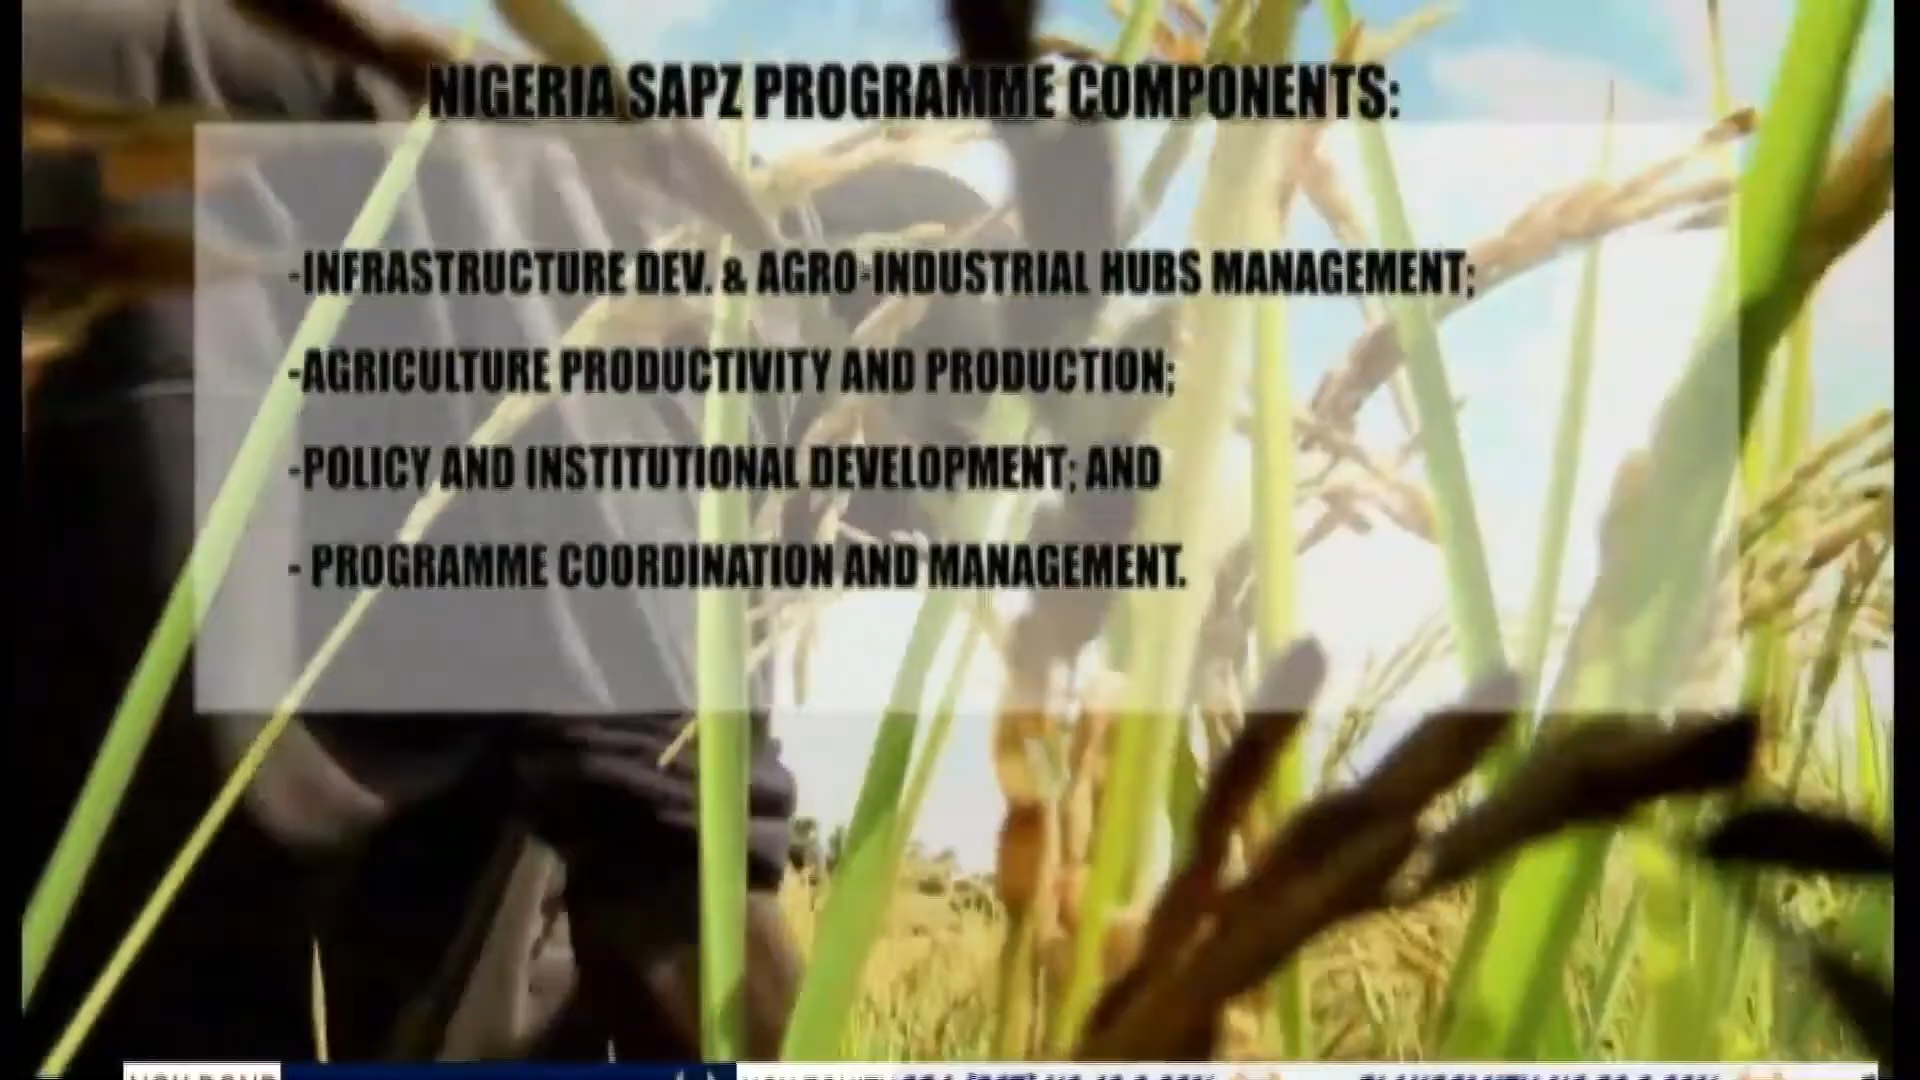 NIGERIA SAPZ PROGRAMME COMPONENTS:
-INFRASTRUCTURE DEV. & AGRO-INDUSTRIAL HUBS MANAGEMENT;
-AGRICULTURE PRODUCTIVITY AND PRODUCTION;
-POLICY AND INSTITUTIONAL DEVELOPMENT; AND
- PROGRAMME COORDINATION AND MANAGEMENT.